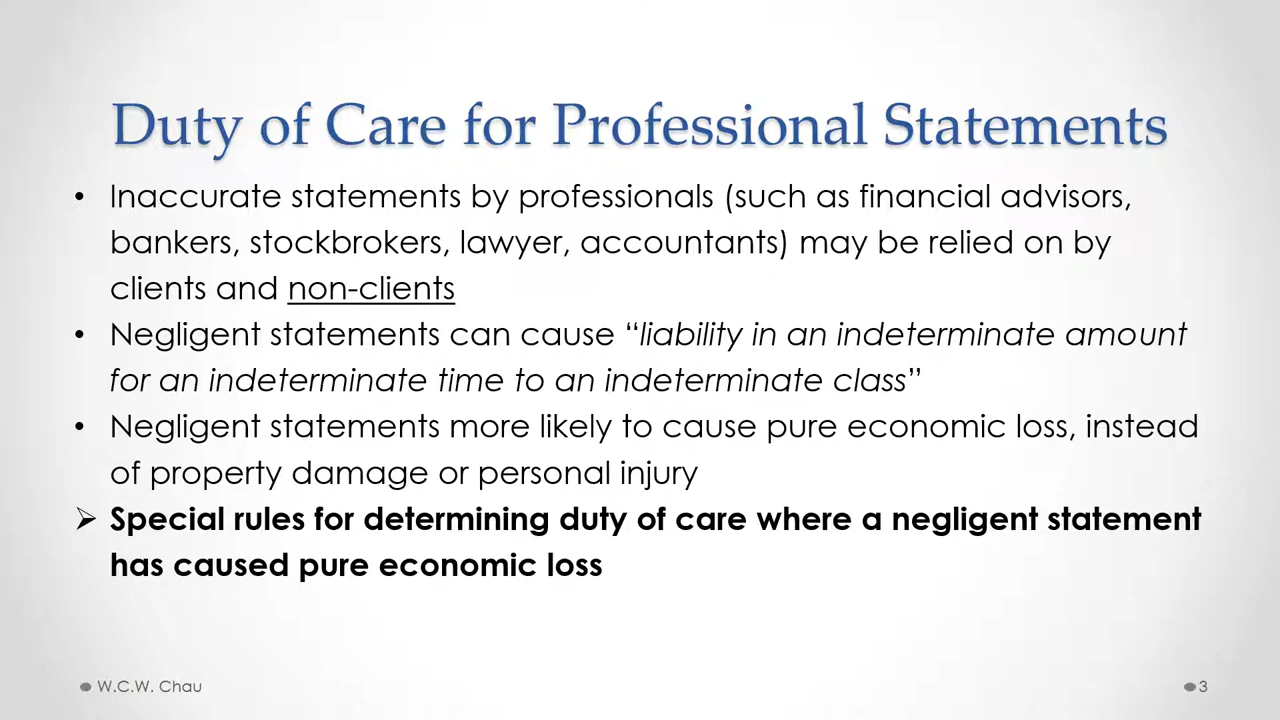 Duty of Care for Professional Statements
• Inaccurate statements by professionals (such as financial advisors,
bankers, stockbrokers, lawyer, accountants) may be relied on by
clients and non-clients
• Negligent statements can cause “liability in an indeterminate amount
for an indeterminate time to an indeterminate class”
• Negligent statements more likely to cause pure economic loss, instead
of property damage or personal injury
➢ Special rules for determining duty of care where a negligent statement
has caused pure economic loss
W.C.W. Chau
3